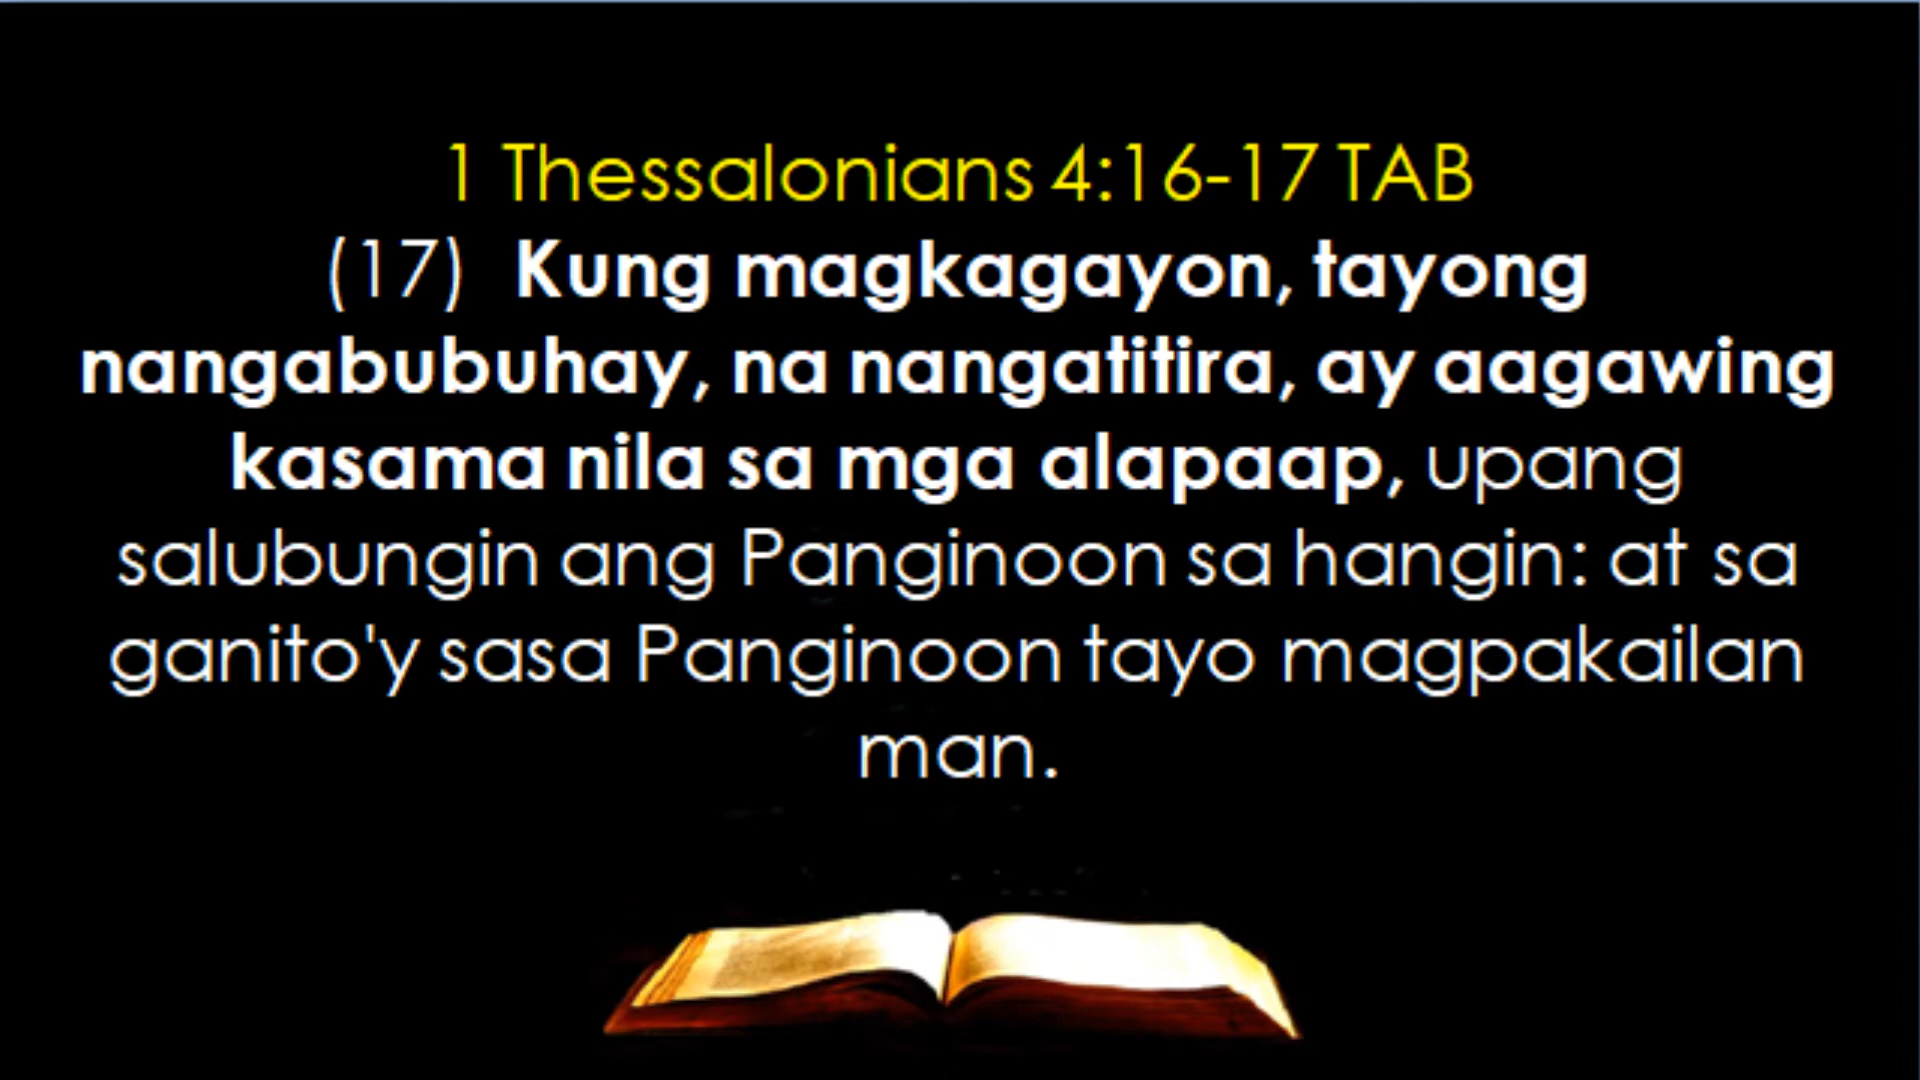 1 Thessalonians 4:16-17 TAB
(17) Kung magkagayon, tayong
nangabubuhay, na nangatitira, ay aagawing
kasama nila sa mga alapaap, upang
salubungin ang Panginoon sa hangin: at sa
ganito'y sasa Panginoon tayo magpakailan
man.